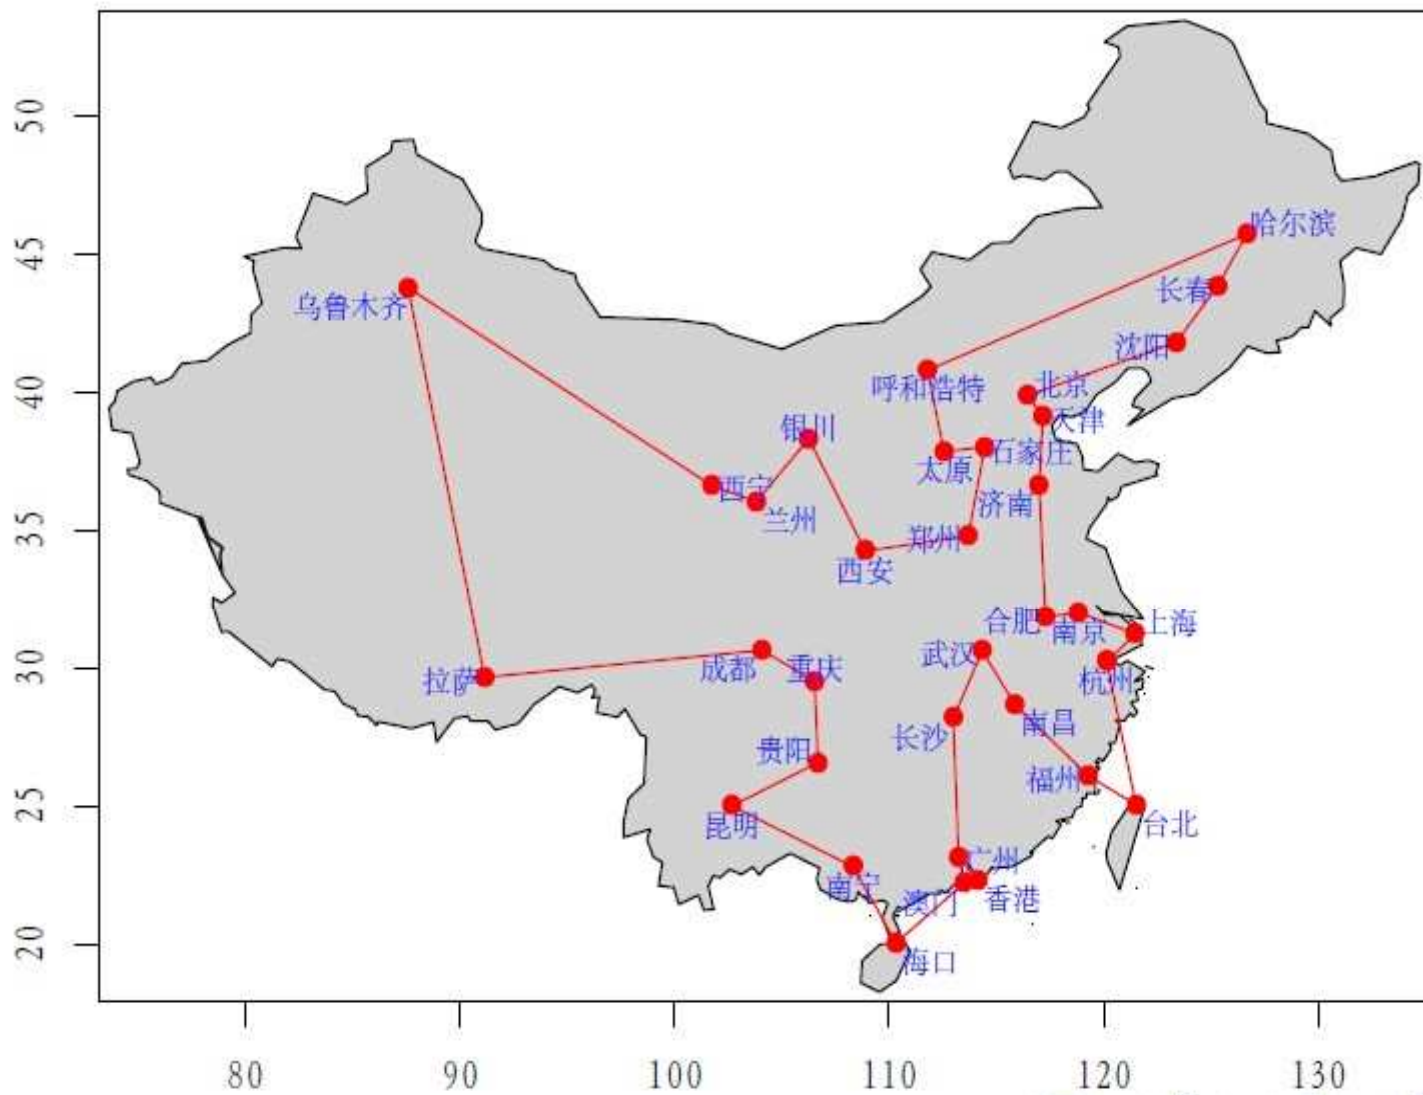 50
45
40
35
30
25
20
哈尔滨
长春
乌鲁木齐
沈阳
呼和浩特
北京
天津
银川
石家庄
太原
西宁
济南
兰州
郑州
西安
合肥
南京
上海
武汉
成都
重庆
拉萨
杭州
长沙
南昌
贵阳
福州
昆明
台北
广州
南宁
澳门
香港
海口
80 90 100 110 120 130